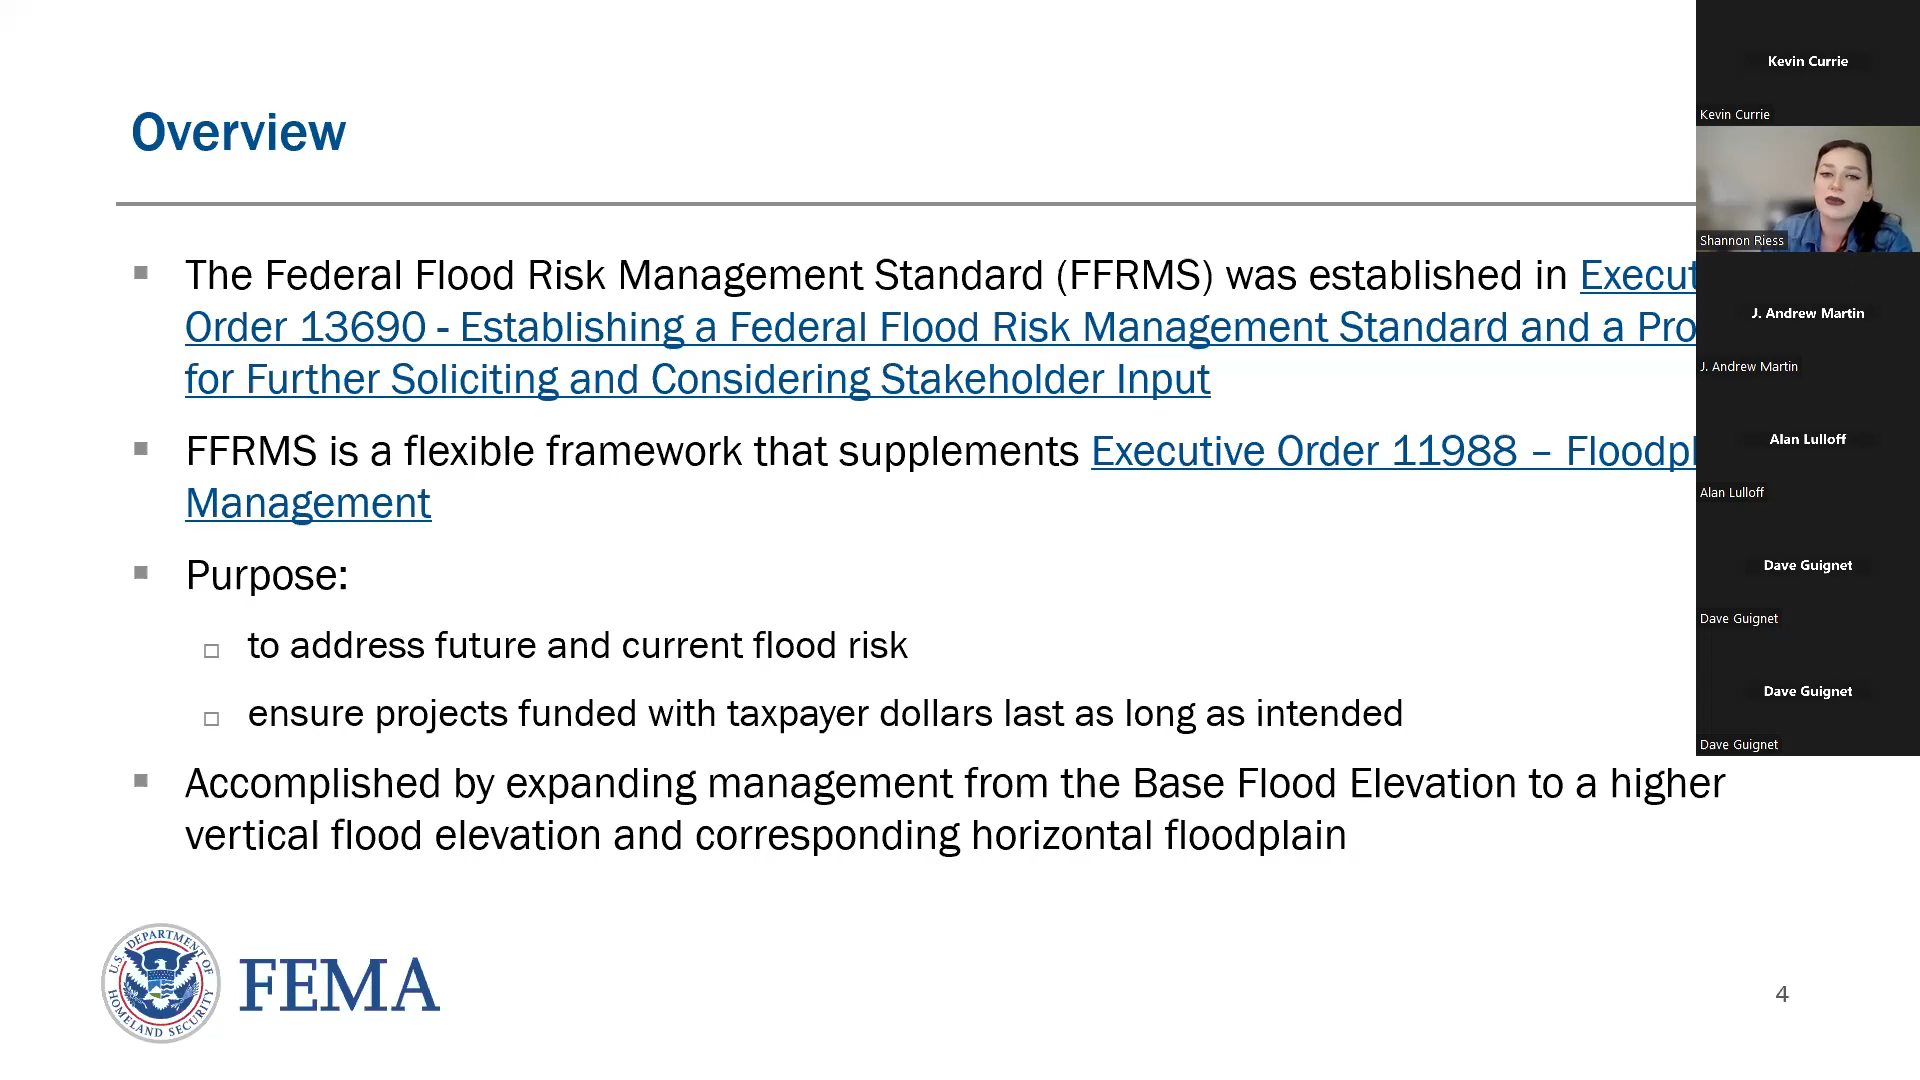 Overview
The Federal Flood Risk Management Standard (FFRMS) was established in
Order 13690 - Establishing a Federal Flood Risk Management Standard and a
for Further Soliciting and Considering Stakeholder Input
FFRMS is a flexible framework that supplements Executive Order 11988 –
Management
Purpose:
to address future and current flood risk
ensure projects funded with taxpayer dollars last as long as intended
Accomplished by expanding management from the Base Flood Elevation to a higher
vertical flood elevation and corresponding horizontal floodplain
U.S. DEPARTMENT OF
HOMELAND SECURITY
FEMA
4
Kevin Currie
Kevin Currie
Shannon Riess
J. Andrew Martin
J. Andrew Martin
Alan Lulloff
Alan Lulloff
Dave Guignet
Dave Guignet
Dave Guignet
Dave Guignet